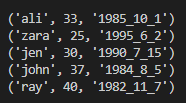 ('ali', 33, '1985_10_1')
('zara', 25, '1995_6_2')
('jen', 30, '1990_7_15')
('john', 37, '1984_8_5')
('ray', 40, '1982_11_7')